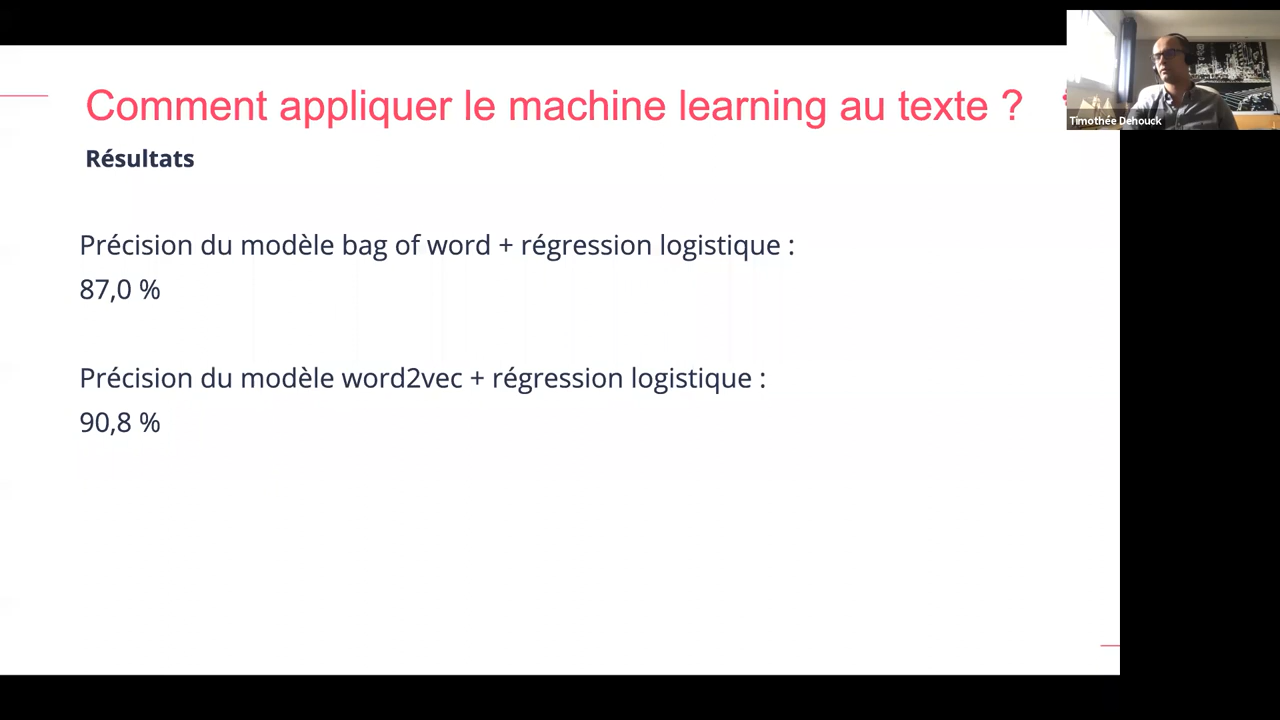 Comment appliquer le machine learning au texte ?
Timothée Dehouck
Résultats
Précision du modèle bag of word + régression logistique :
87,0 %
Précision du modèle word2vec + régression logistique :
90,8 %